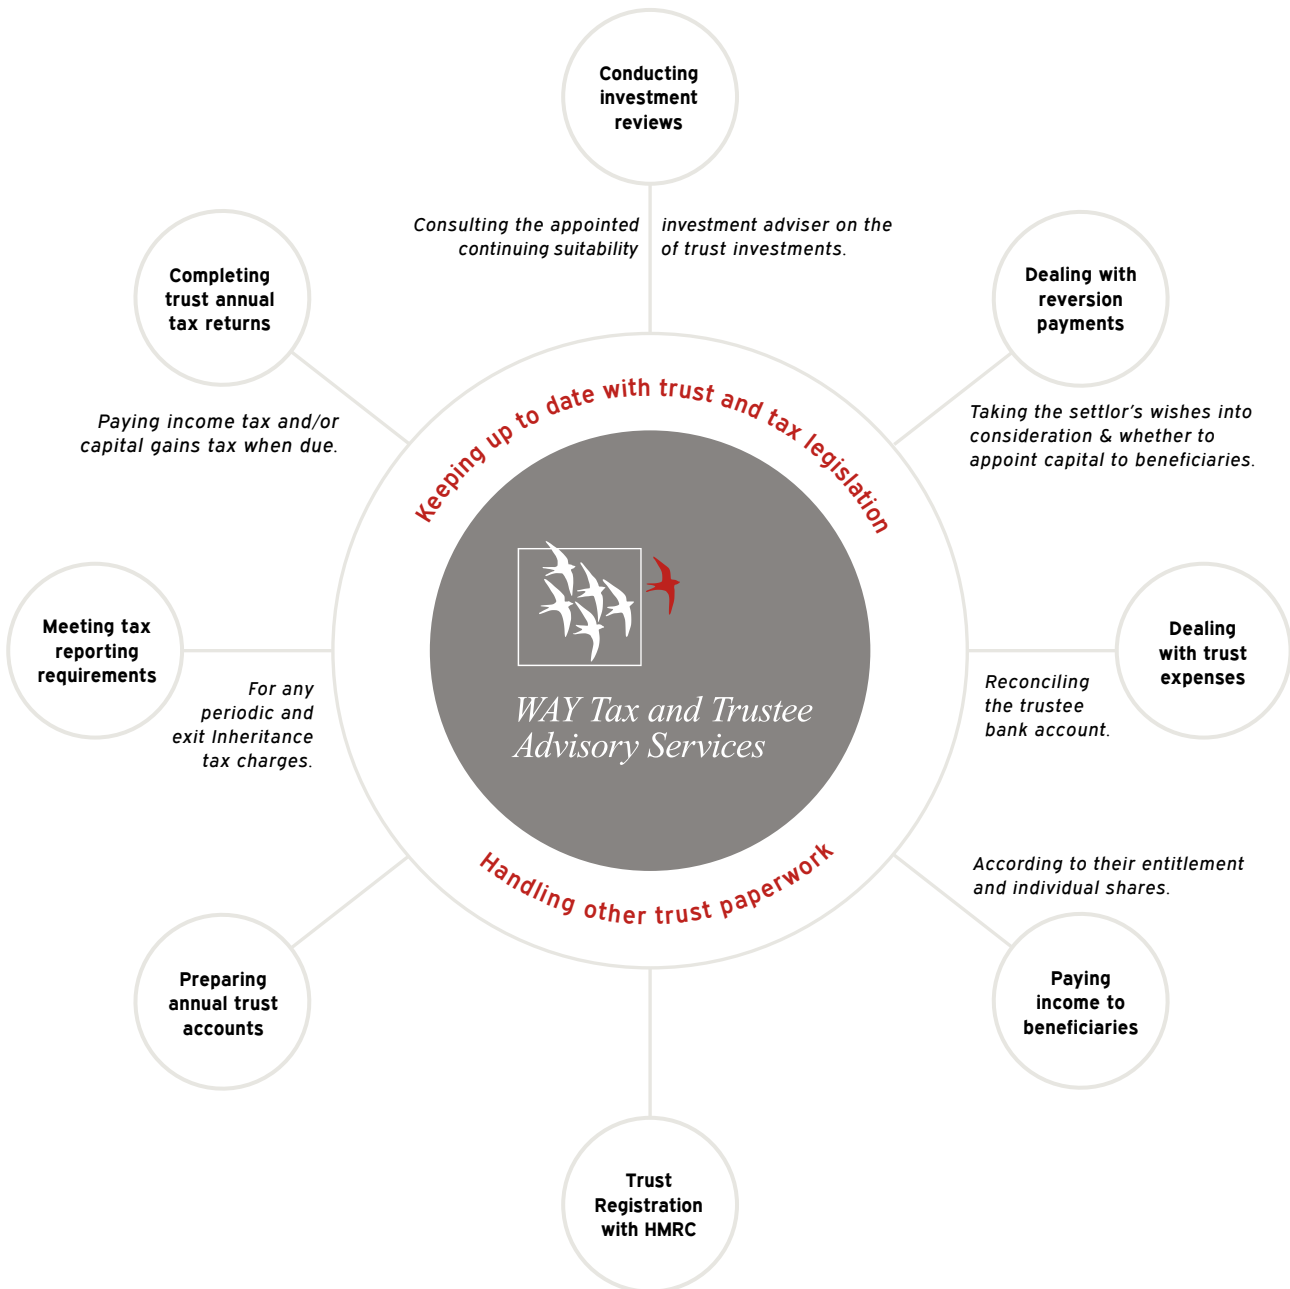 Conducting
investment
reviews
Consulting the appointed
continuing suitability
investment adviser on the
of trust investments.
Completing
trust annual
tax returns
Paying income tax and/or
capital gains tax when due.
Dealing with
reversion
payments
Taking the settlor's wishes into
consideration & whether to
appoint capital to beneficiaries.
Keeping up to date with trust and tax legislation
Meeting tax
reporting
requirements
For any
periodic and
exit Inheritance
tax charges.
WAY Tax and Trustee
Advisory Services
Dealing
with trust
expenses
Reconciling
the trustee
bank account.
Handling other trust paperwork
According to their entitlement
and individual shares.
Preparing
annual trust
accounts
Paying
income to
beneficiaries
Trust
Registration
with HMRC